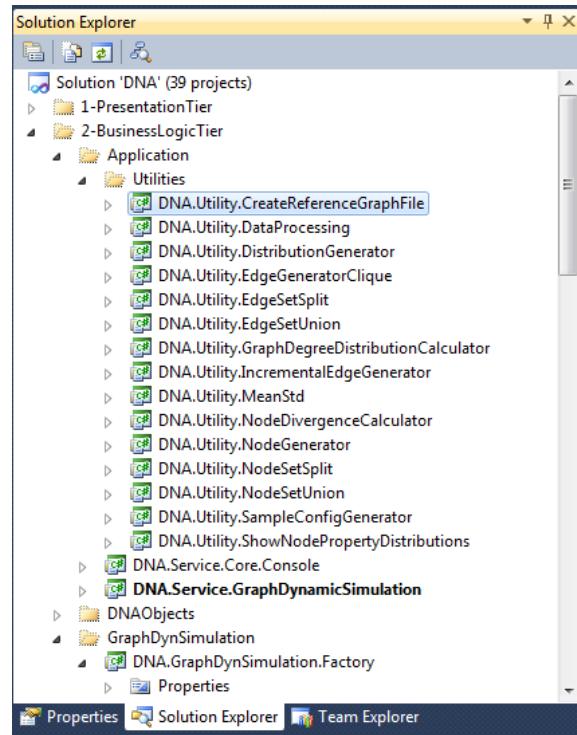 Solution Explorer
Solution 'DNA' (39 projects)
1-PresentationTier
2-BusinessLogicTier
Application
Utilities
DNA.Utility.CreateReferenceGraphFile
DNA.Utility.DataProcessing
DNA.Utility.DistributionGenerator
DNA.Utility.EdgeGeneratorClique
DNA.Utility.EdgeSetSplit
DNA.Utility.EdgeSetUnion
DNA.Utility.GraphDegreeDistributionCalculator
DNA.Utility.IncrementalEdgeGenerator
DNA.Utility.MeanStd
DNA.Utility.NodeDivergenceCalculator
DNA.Utility.NodeGenerator
DNA.Utility.NodeSetSplit
DNA.Utility.NodeSetUnion
DNA.Utility.SampleConfigGenerator
DNA.Utility.ShowNodePropertyDistributions
DNA.Service.Core.Console
DNA.Service.GraphDynamicSimulation
DNAObjects
GraphDynSimulation
DNA.GraphDynSimulation.Factory
Properties
Properties Solution Explorer Team Explorer